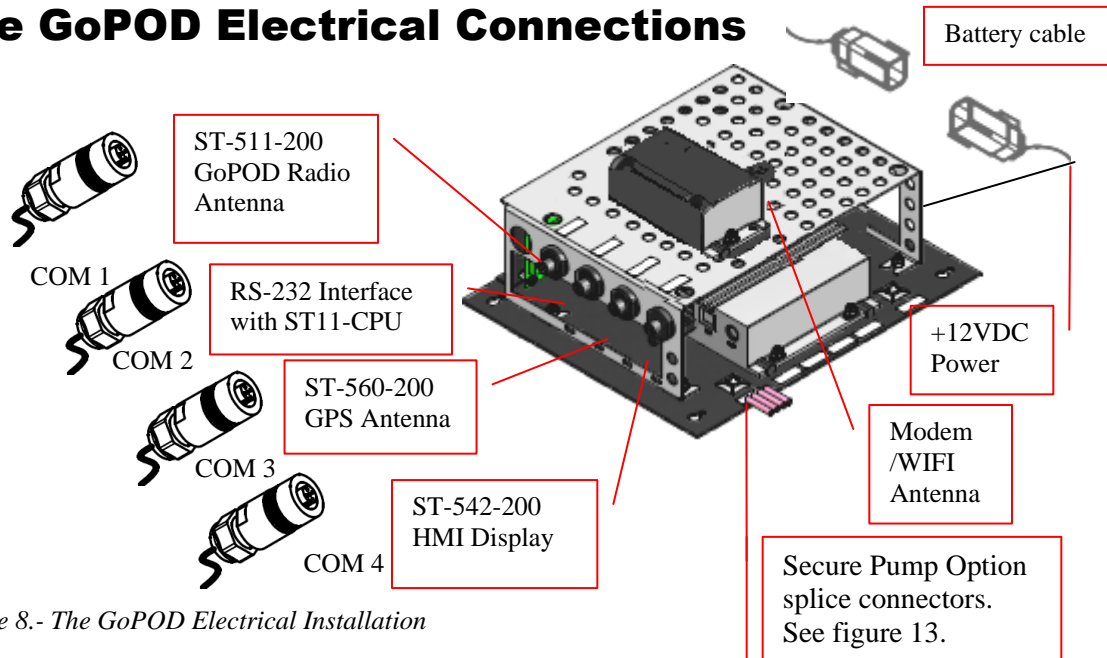 e GoPOD Electrical Connections
Battery cable
ST-511-200
GoPOD Radio
Antenna
COM 1
RS-232 Interface
with ST11-CPU
COM 2
+12VDC
Power
ST-560-200
GPS Antenna
COM 3
Modem
/WIFI
Antenna
ST-542-200
HMI Display
COM 4
Secure Pump Option
splice connectors.
See figure 13.
e 8.- The GoPOD Electrical Installation